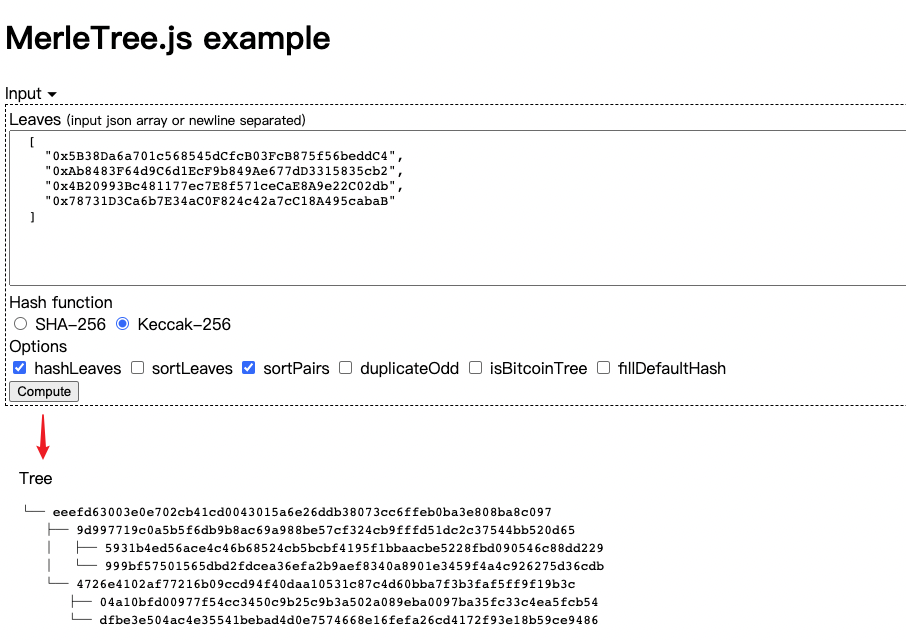 MerleTree.js example
Input
Leaves (input json array or newline separated)
[
"0x5B38Da6a701c568545dCfcB03FcB875f56beddC4",
"0xAb8483F64d9C6d1EcF9b849Ae677dD3315835cb2",
"0x4B20993Bc481177ec7E8f571ceCaE8A9e22C02db",
"0x78731D3Ca6b7E34aC0F824c42a7cC18A495cabaB"
]
Hash function
SHA-256 Keccak-256
Options
hashLeaves sortLeaves sortPairs duplicateOdd isBitcoinTree fillDefaultHash
Compute
Tree
└─ eeefd63003e0e702cb41cd0043015a6e26ddb38073cc6ffeb0ba3e808ba8c097
├─ 9d997719c0a5b5f6db9b8ac69a988be57cf324cb9fffd51dc2c37544bb520d65
│ ├─ 5931b4ed56ace4c46b68524cb5bcbf4195f1bbaacbe5228fbd090546c88dd229
│ └─ 999bf57501565dbd2fdcea36efa2b9aef8340a8901e3459f4a4c926275d36cdb
└─ 4726e4102af77216b09ccd94f40daa10531c87c4d60bba7f3b3faf5ff9f19b3c
├─ 04a10bfd00977f54cc3450c9b25c9b3a502a089eba0097ba35fc33c4ea5fcb54
└─ dfbe3e504ac4e35541bebad4d0e7574668e16fefa26cd4172f93e18b59ce9486